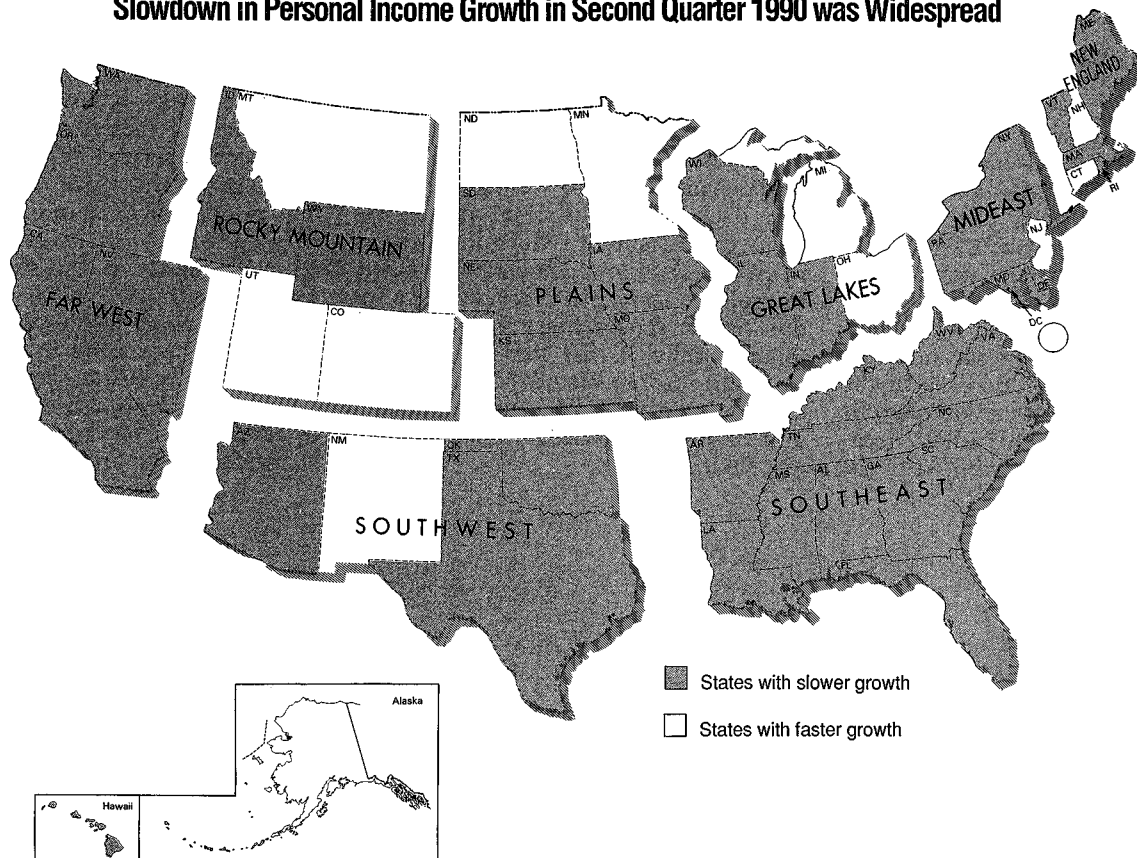 Slowdown in Personal Income Growth in Second Quarter 1990 was Widespread
ME
NEW
ENGLAND
VT
NH
MA
CT
RI
WA
OR
ID
MT
ND
MN
WI
MI
NY
SD
WY
ROCKY MOUNTAIN
MIDEAST
PA
NJ
CA
NV
UT
NE
IA
IL
IN
OH
MD
DE
DC
FAR WEST
CO
PLAINS
GREAT LAKES
KS
MO
WV
VA
KY
AZ
NM
OK
TX
AR
TN
NC
MS
AL
GA
SC
SOUTHWEST
SOUTHEAST
LA
FL
States with slower growth
States with faster growth
Alaska
Hawaii